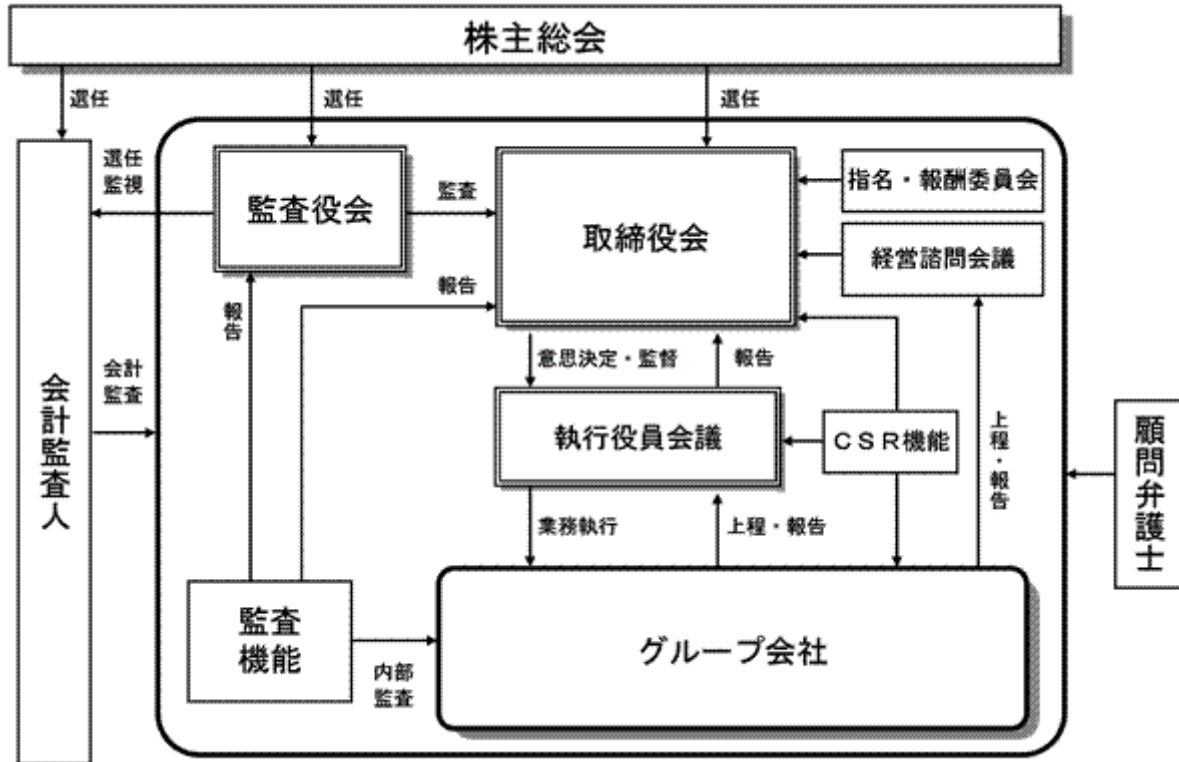 株主総会
選任
選任
選任
選任
監視
監査役会
監査
取締役会
指名・報酬委員会
経営諮問会議
報告
報告
意思決定・監督
報告
会計
監査
会計監査人
執行役員会議
CSR機能
上程・報告
顧問弁護士
業務執行
上程・報告
監査
機能
内部
監査
グループ会社